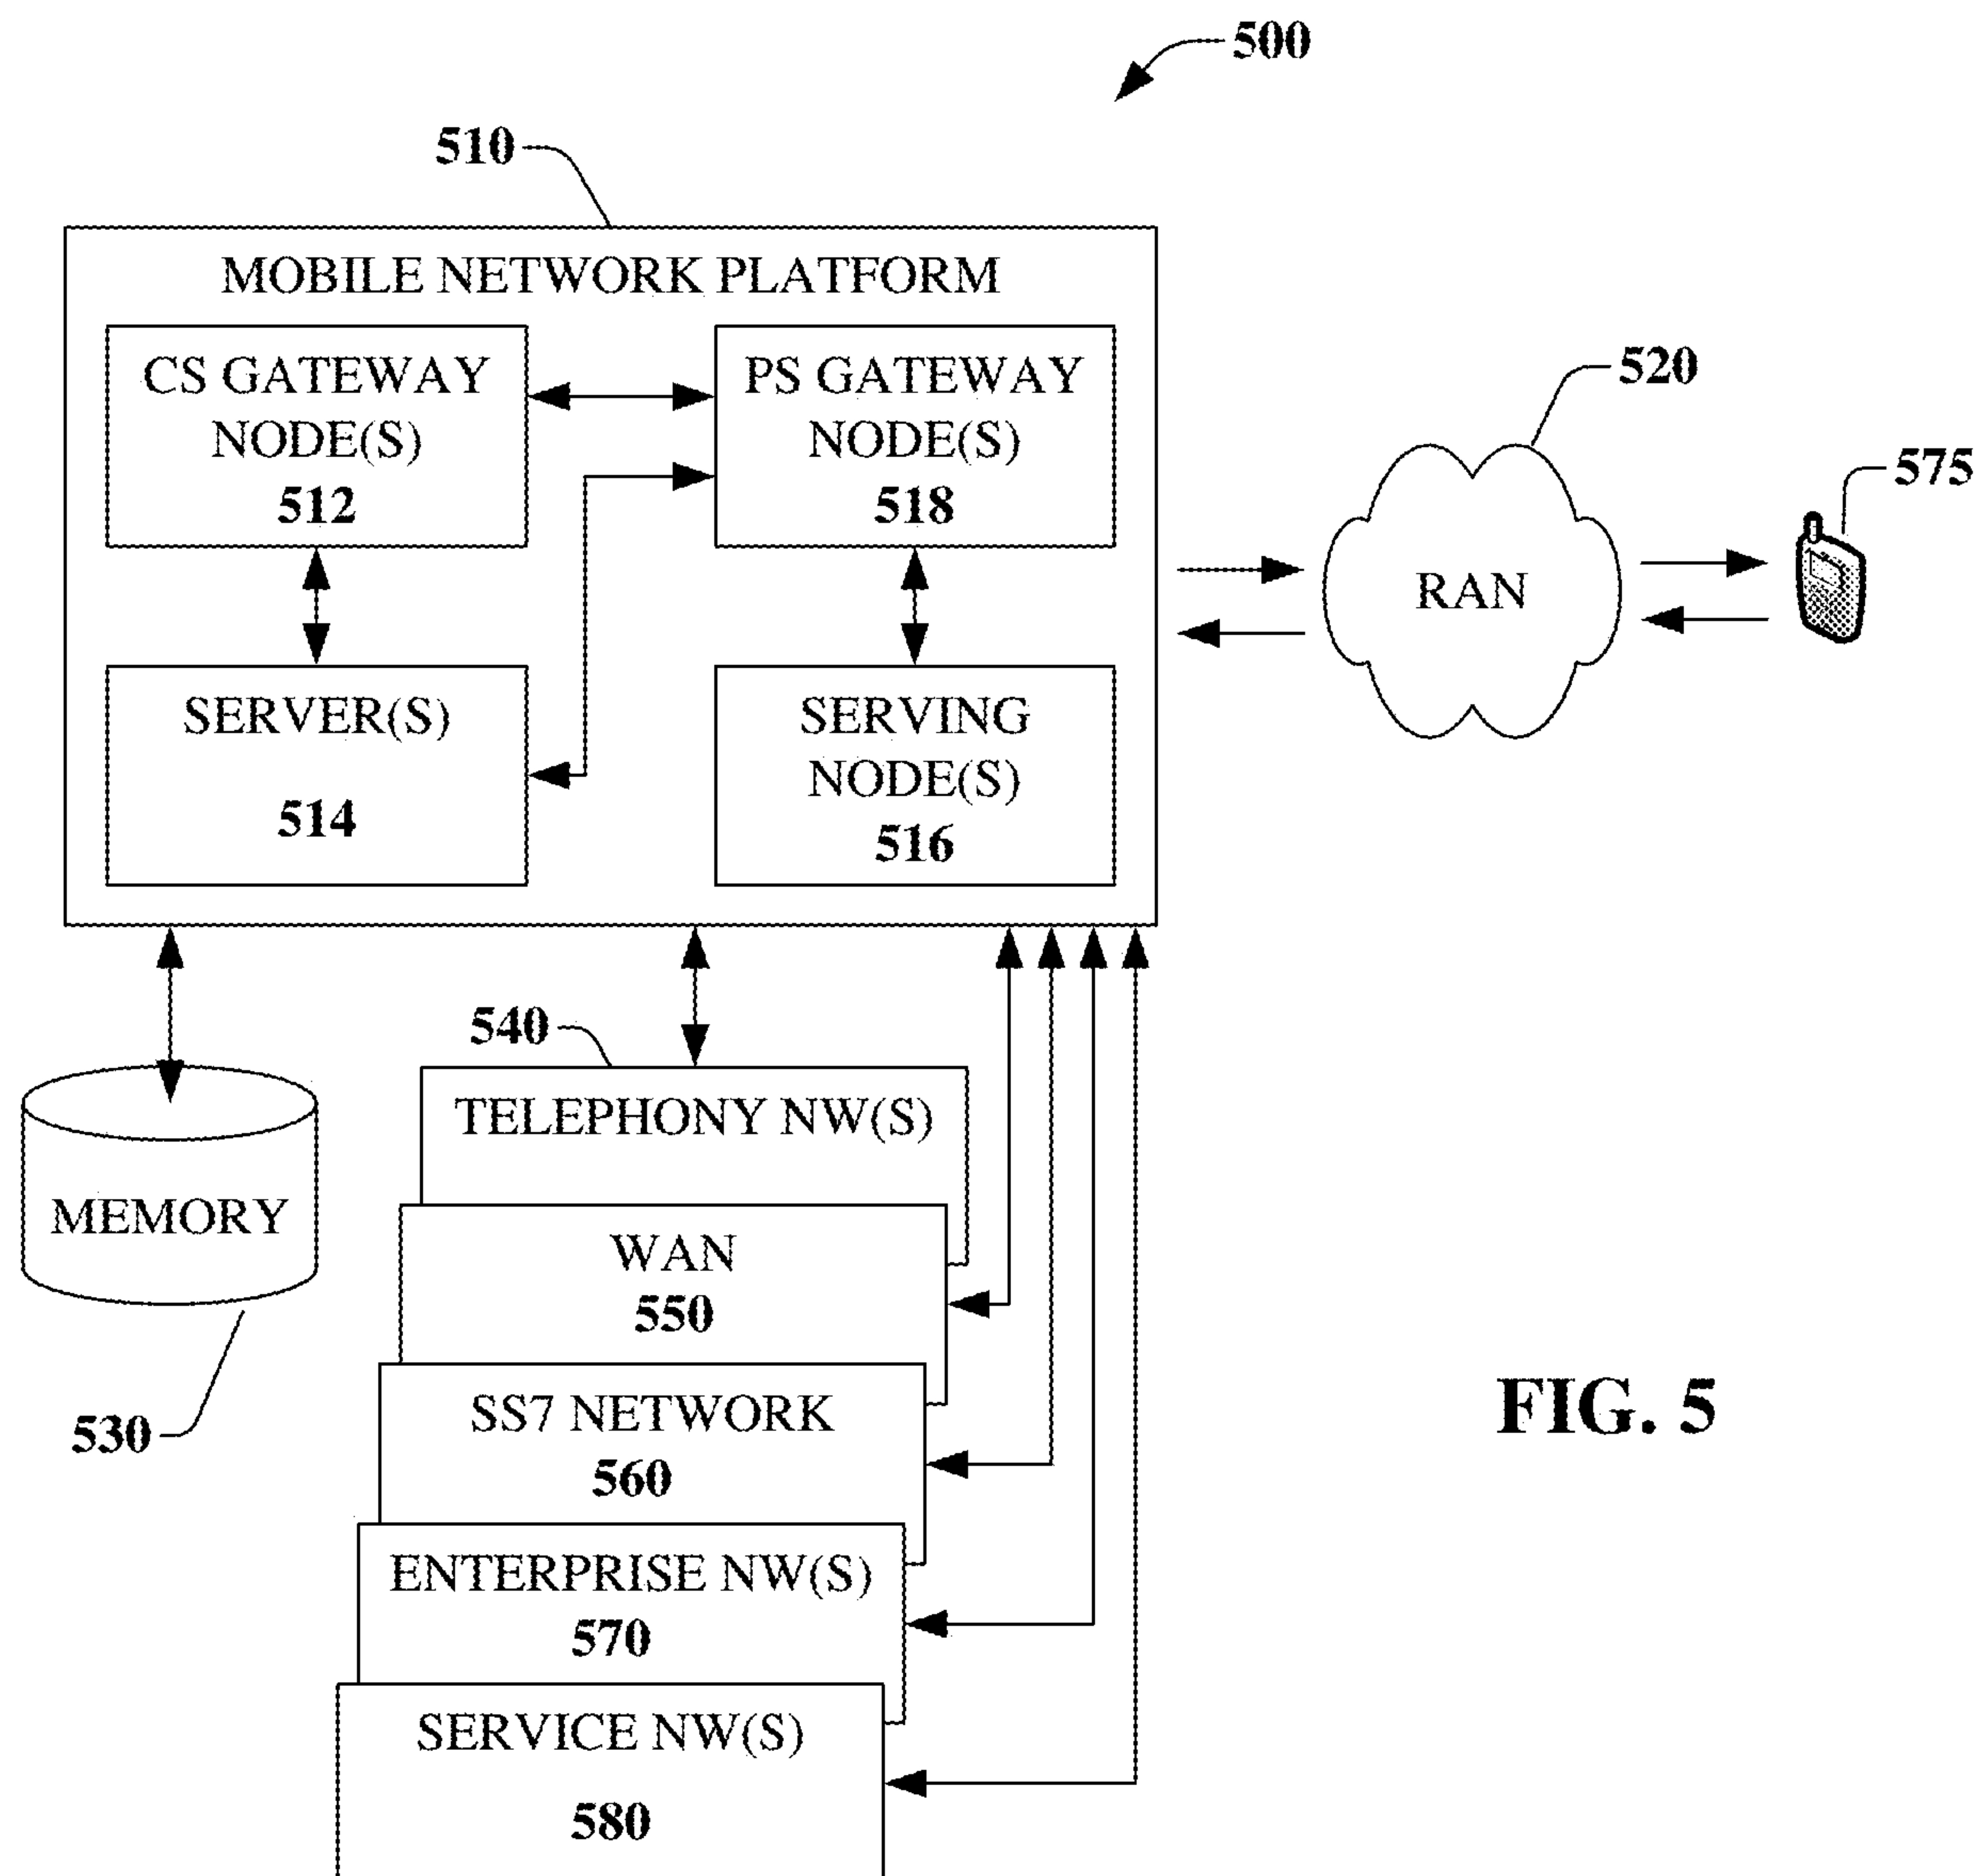 500
510
MOBILE NETWORK PLATFORM
CS GATEWAY
NODE(S)
512
PS GATEWAY
NODE(S)
518
520
575
RAN
SERVER(S)
514
SERVING
NODE(S)
516
540
TELEPHONY NW(S)
MEMORY
530
WAN
550
SS7 NETWORK
560
ENTERPRISE NW(S)
570
SERVICE NW(S)
580
FIG. 5